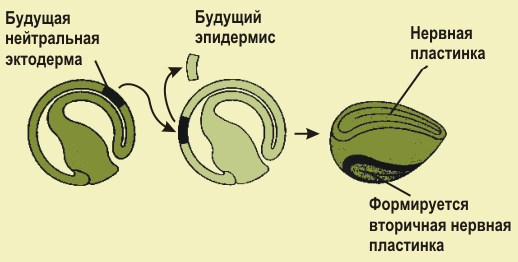 Будущая
нейтральная
эктодерма
Будущий
эпидермис
Нервная
пластинка
Формируется
вторичная нервная
пластинка